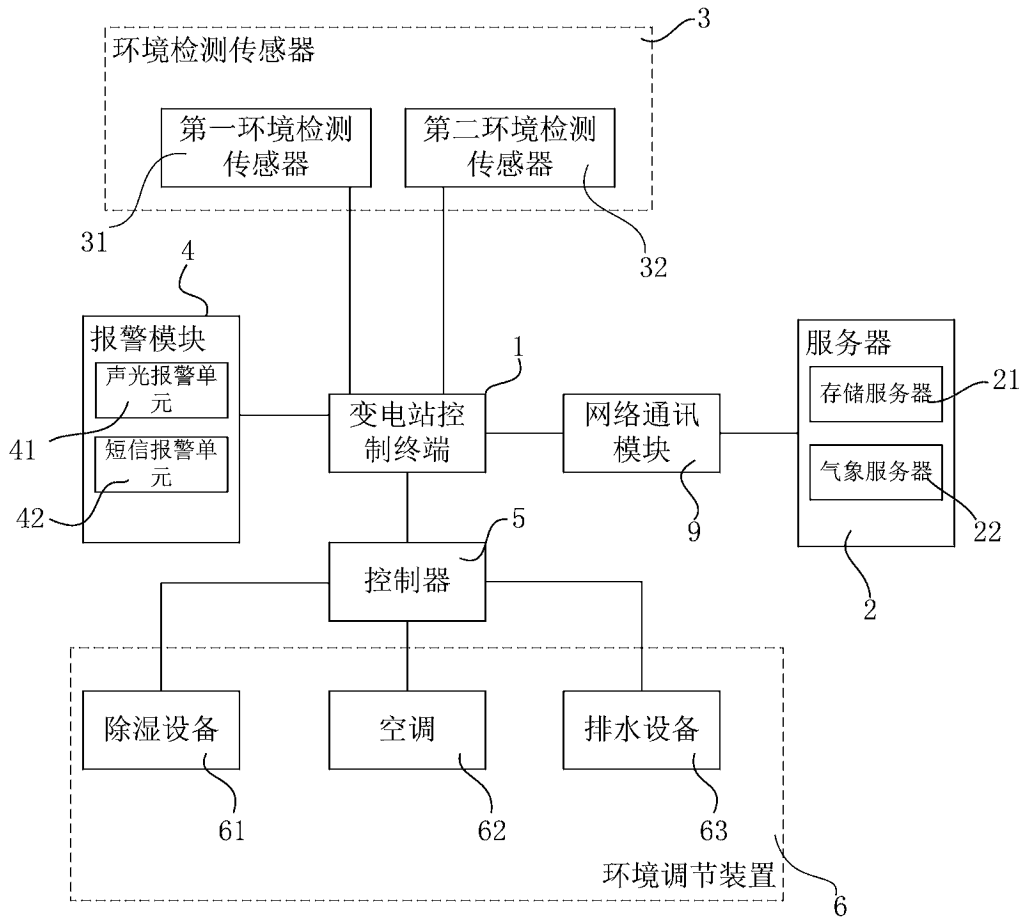 3
环境检测传感器
第一环境检测
传感器
第二环境检测
传感器
31
32
4
报警模块
声光报警单
元
41
短信报警单
元
42
1
变电站控
制终端
网络通讯
模块
9
服务器
存储服务器
21
气象服务器
22
2
5
控制器
除湿设备
空调
排水设备
61
62
63
环境调节装置
6